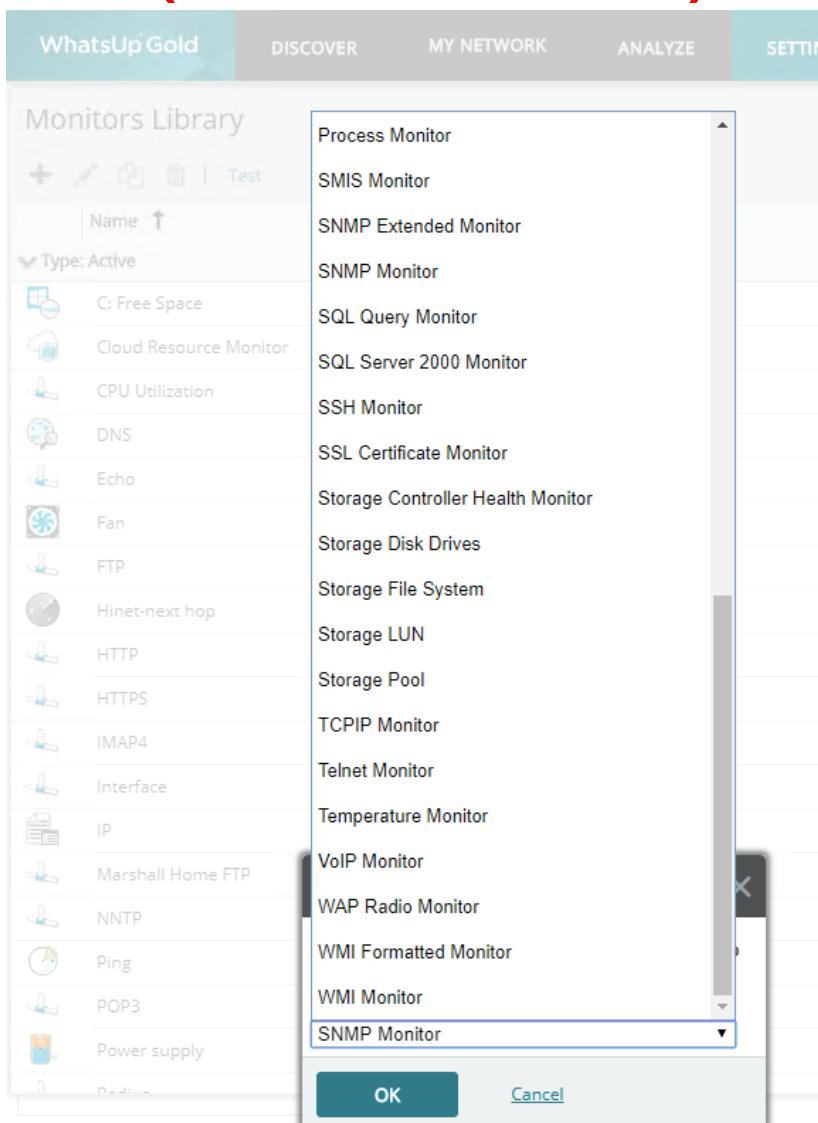 WhatsUp Gold
DISCOVER
MY NETWORK
ANALYZE
Monitors Library
Test
Name
Type: Active
C: Free Space
Cloud Resource Monitor
CPU Utilization
DNS
Echo
Fan
FTP
Hinet-next hop
HTTP
HTTPS
IMAP4
Interface
IP
Marshall Home FTP
NNTP
Ping
POP3
Power supply
Process Monitor
SMIS Monitor
SNMP Extended Monitor
SNMP Monitor
SQL Query Monitor
SQL Server 2000 Monitor
SSH Monitor
SSL Certificate Monitor
Storage Controller Health Monitor
Storage Disk Drives
Storage File System
Storage LUN
Storage Pool
TCPIP Monitor
Telnet Monitor
Temperature Monitor
VoIP Monitor
WAP Radio Monitor
WMI Formatted Monitor
WMI Monitor
SNMP Monitor
OK
Cancel